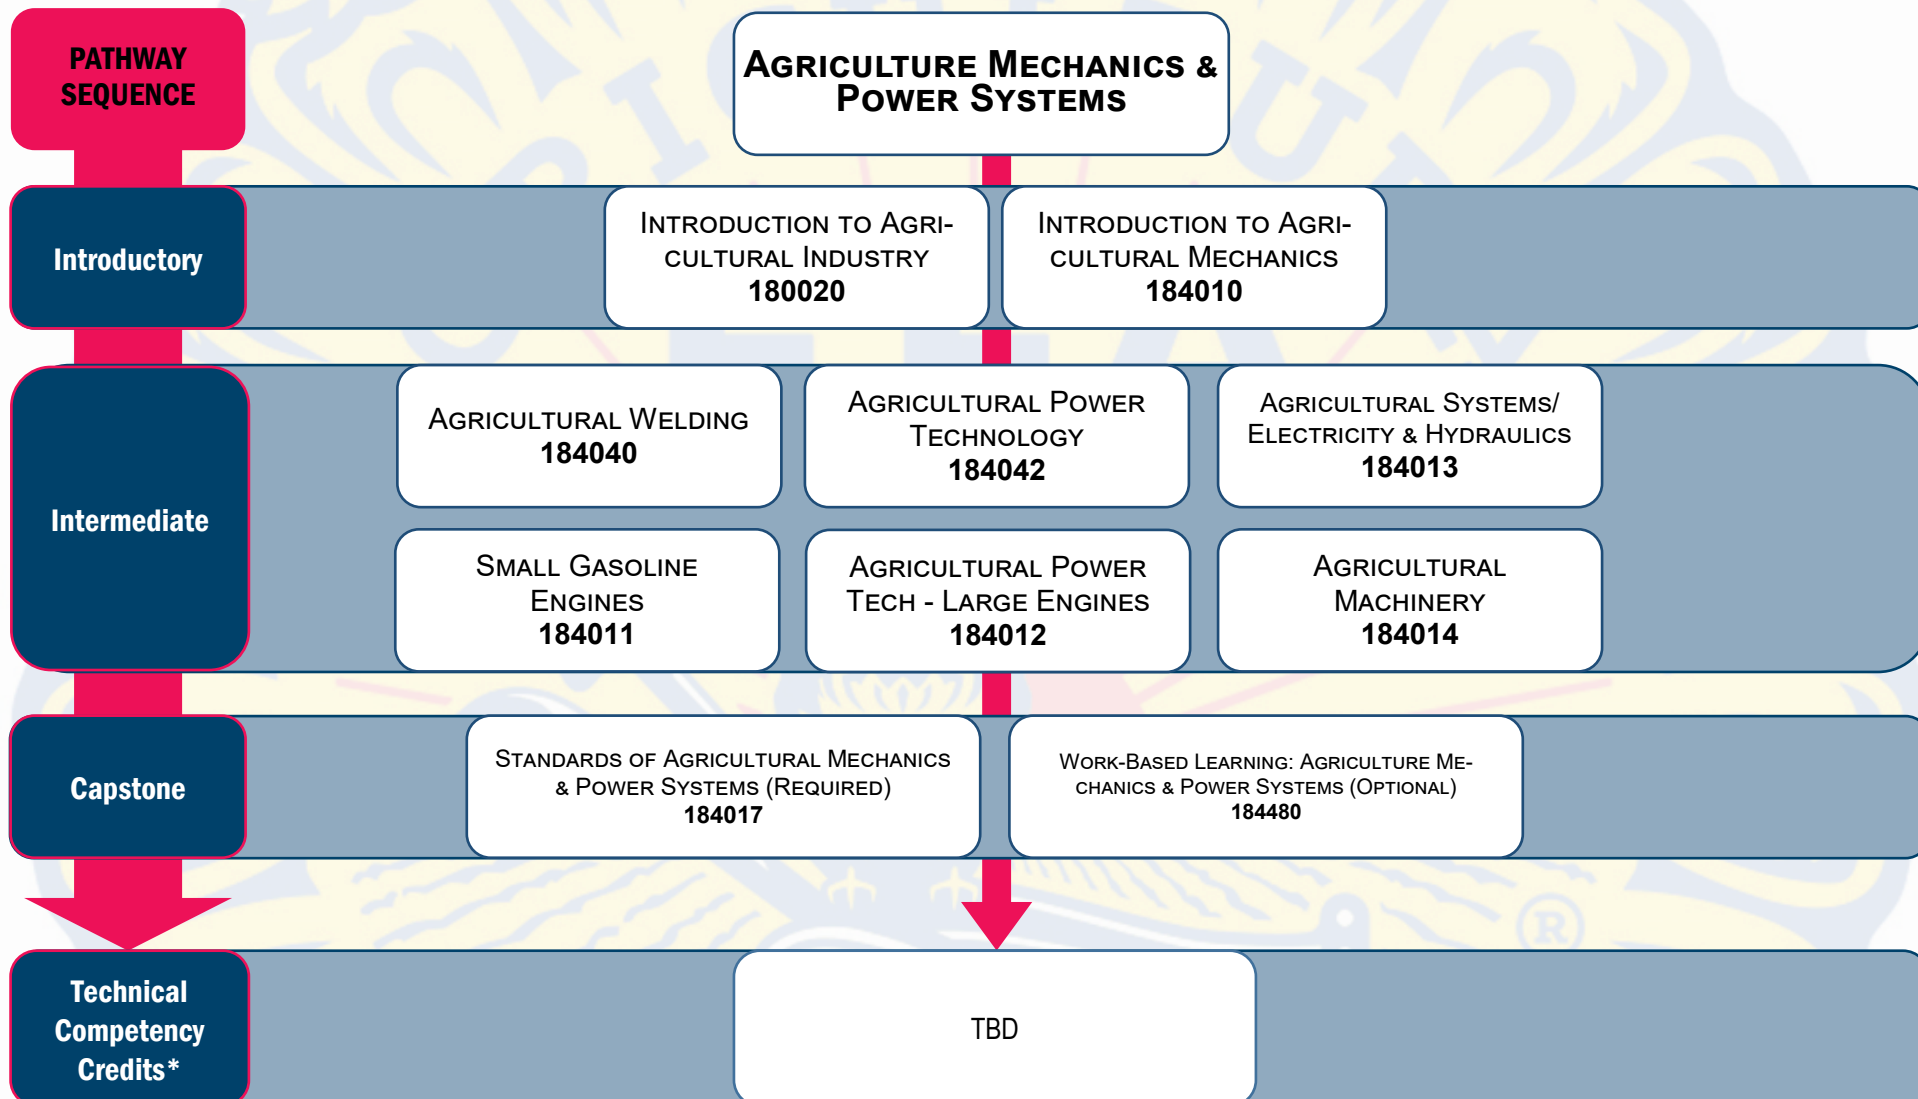 PATHWAY
SEQUENCE
AGRICULTURE MECHANICS &
POWER SYSTEMS
Introductory
INTRODUCTION TO AGRI-
CULTURAL INDUSTRY
180020
INTRODUCTION TO AGRI-
CULTURAL MECHANICS
184010
Intermediate
AGRICULTURAL WELDING
184040
AGRICULTURAL POWER
TECHNOLOGY
184042
AGRICULTURAL SYSTEMS/
ELECTRICITY & HYDRAULICS
184013
SMALL GASOLINE
ENGINES
184011
AGRICULTURAL POWER
TECH - LARGE ENGINES
184012
AGRICULTURAL
MACHINERY
184014
Capstone
STANDARDS OF AGRICULTURAL MECHANICS
& POWER SYSTEMS (REQUIRED)
184017
WORK-BASED LEARNING: AGRICULTURE ME-
CHANICS & POWER SYSTEMS (OPTIONAL)
184480
Technical
Competency
Credits*
TBD
®